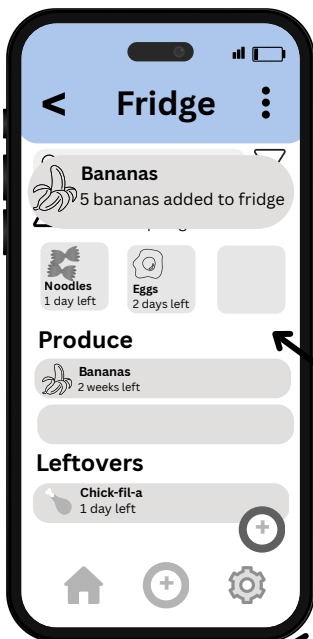 <
Fridge
Bananas
5 bananas added to fridge
Noodles
1 day left
Eggs
2 days left
Produce
Bananas
2 weeks left
Leftovers
Chick-fil-a
1 day left
+
+